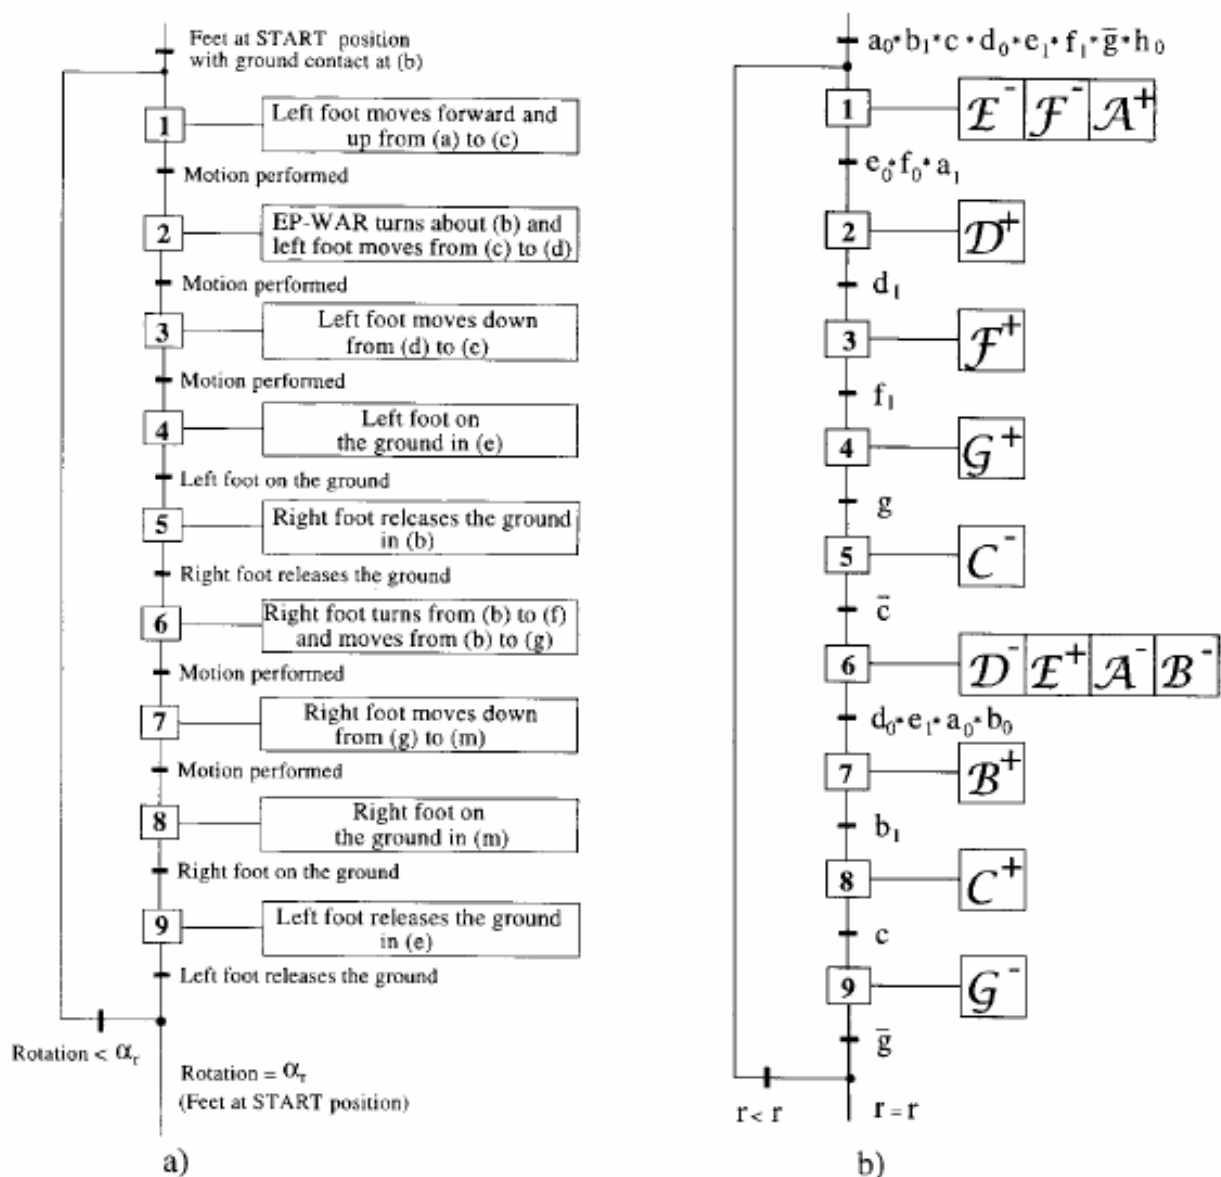 Feet at START position
with ground contact at (b)
1
Left foot moves forward and
up from (a) to (c)
Motion performed
2
EP-WAR turns about (b) and
left foot moves from (c) to (d)
Motion performed
3
Left foot moves down
from (d) to (e)
Motion performed
4
Left foot on
the ground in (e)
Left foot on the ground
5
Right foot releases the ground
in (b)
Right foot releases the ground
6
Right foot turns from (b) to (f)
and moves from (b) to (g)
Motion performed
7
Right foot moves down
from (g) to (m)
Motion performed
8
Right foot on
the ground in (m)
Right foot on the ground
9
Left foot releases the ground
in (e)
Left foot releases the ground
Rotation < αr
Rotation = αr
(Feet at START position)
a)
a₀*b₁*c*d₀*e₁*f₁*g̅*h₀
1
E⁻ F⁻ A⁺
e₀*f₀*a₁
2
D⁺
d₁
3
F⁺
f₁
4
G⁺
g
5
C⁻
c̅
6
D⁻ E⁺ A⁻ B⁻
d₀*e₁*a₀*b₀
7
B⁺
b₁
8
C⁺
c
9
G⁻
g̅
r < r
r = r
b)